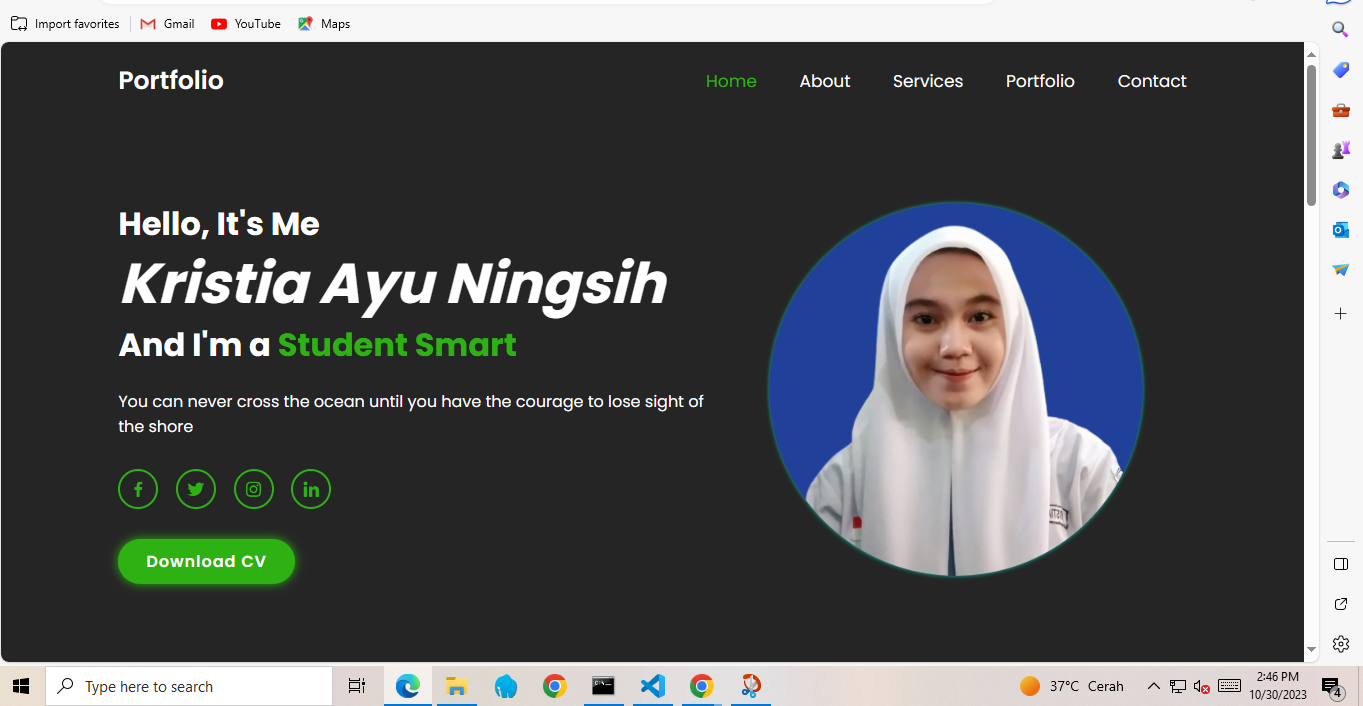 Import favorites
Gmail
YouTube
Maps
Portfolio
Home
About
Services
Portfolio
Contact
Hello, It's Me
Kristia Ayu Ningsih
And I'm a Student Smart
You can never cross the ocean until you have the courage to lose sight of
the shore
Download CV
Type here to search
37°C Cerah
2:46 PM
10/30/2023
4